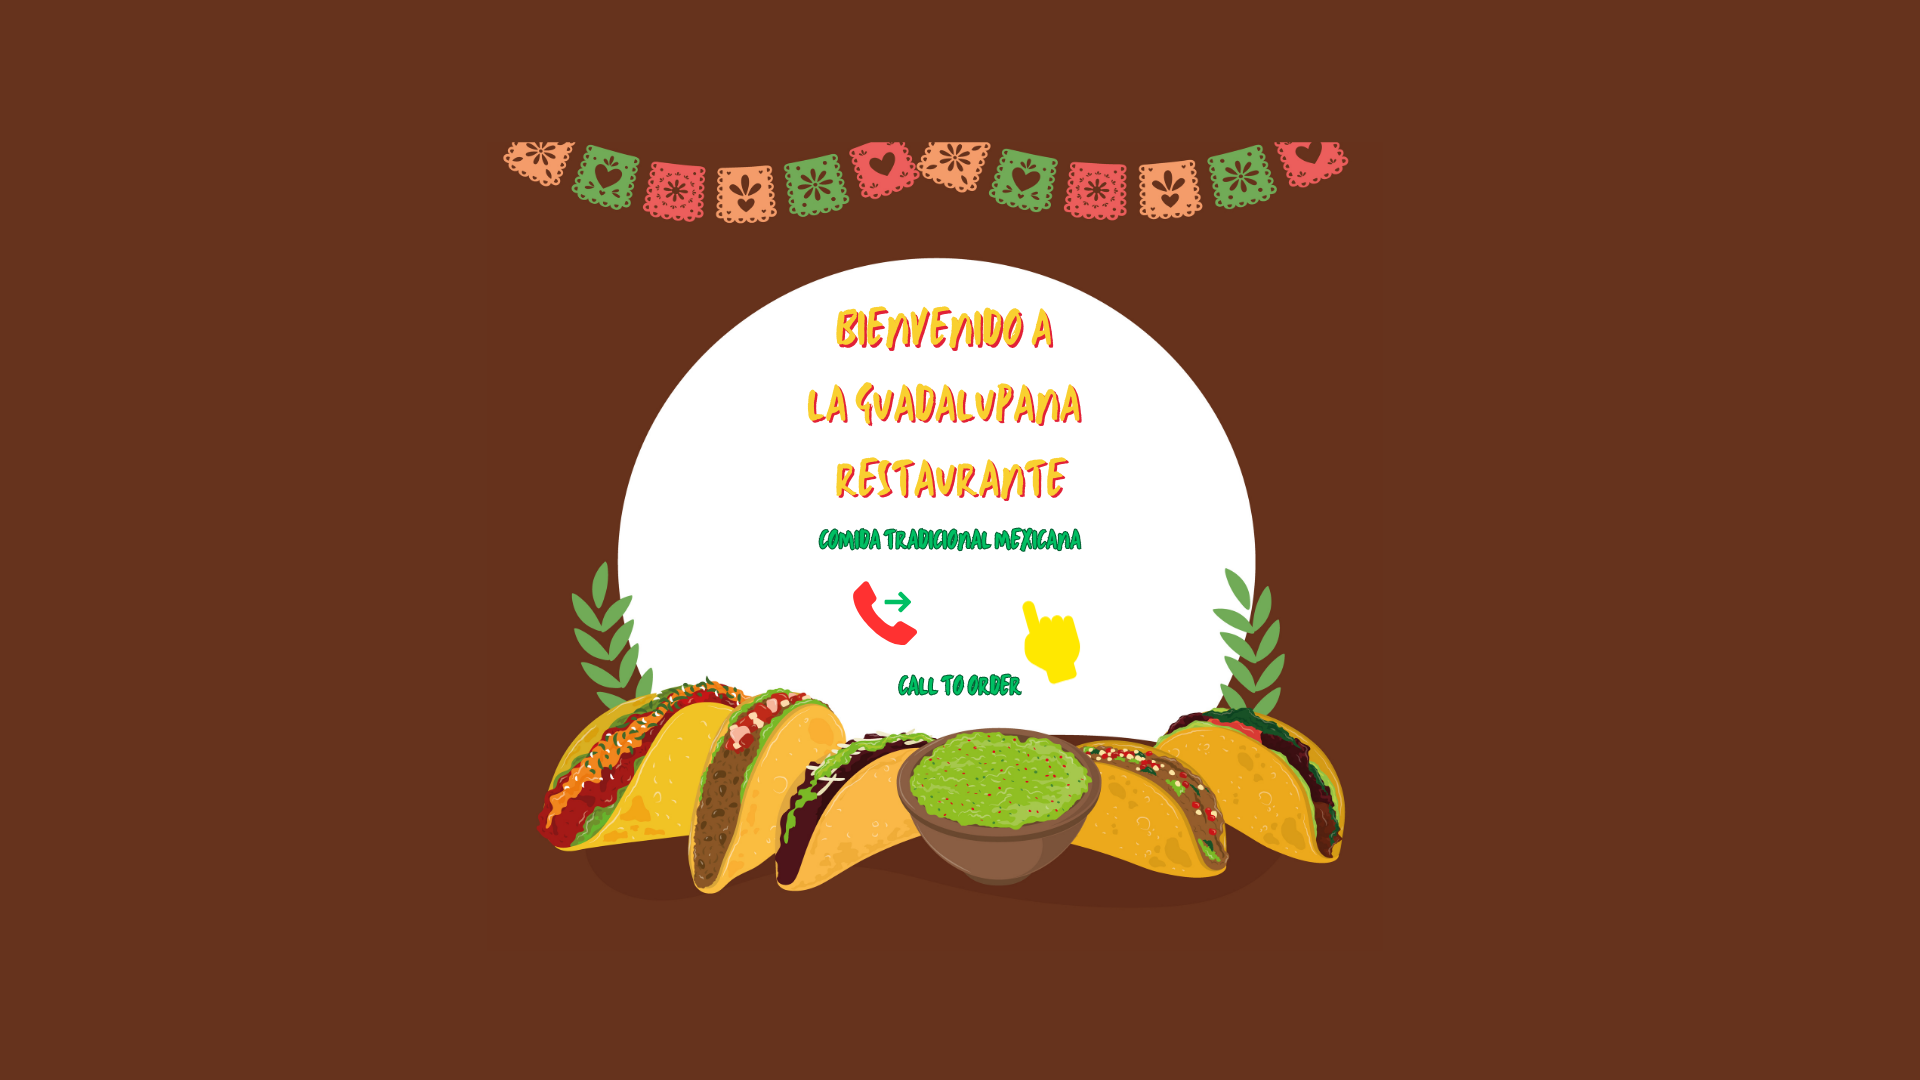 BIENVENIDO A
LA GUADALUPANA
RESTAURANTE
COMIDA TRADICIONAL MEXICANA
CALL TO ORDER